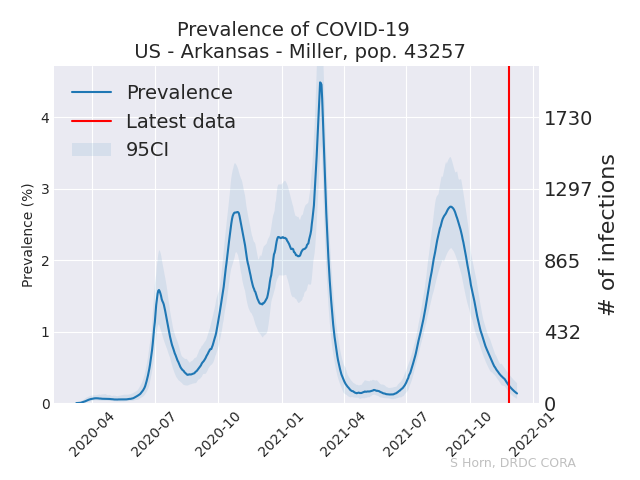 Prevalence of COVID-19
US - Arkansas - Miller, pop. 43257
Prevalence
Latest data
95CI
Prevalence (%)
4
3
2
1
0
1730
1297
865
432
0
# of infections
2020-04
2020-07
2020-10
2021-01
2021-04
2021-07
2021-10
2022-01
S Horn, DRDC CORA